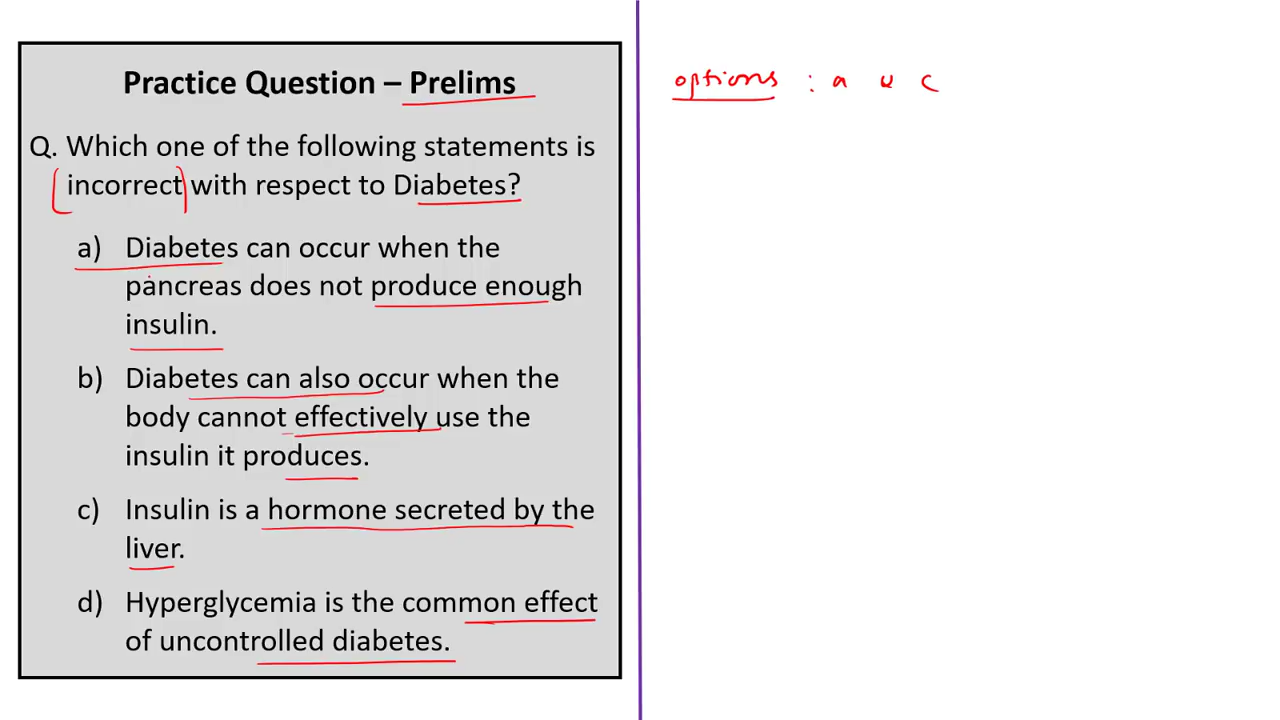 Practice Question – Prelims
Q. Which one of the following statements is
incorrect with respect to Diabetes?
a) Diabetes can occur when the
pancreas does not produce enough
insulin.
b) Diabetes can also occur when the
body cannot effectively use the
insulin it produces.
c) Insulin is a hormone secreted by the
liver.
d) Hyperglycemia is the common effect
of uncontrolled diabetes.
options : a & c